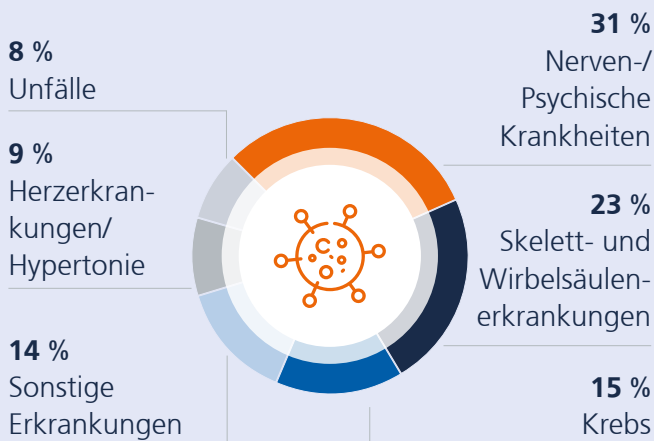 8 %
Unfälle
9 %
Herzerkran-
kungen/
Hypertonie
14 %
Sonstige
Erkrankungen
31 %
Nerven-/
Psychische
Krankheiten
23 %
Skelett- und
Wirbelsäulen-
erkrankungen
15 %
Krebs